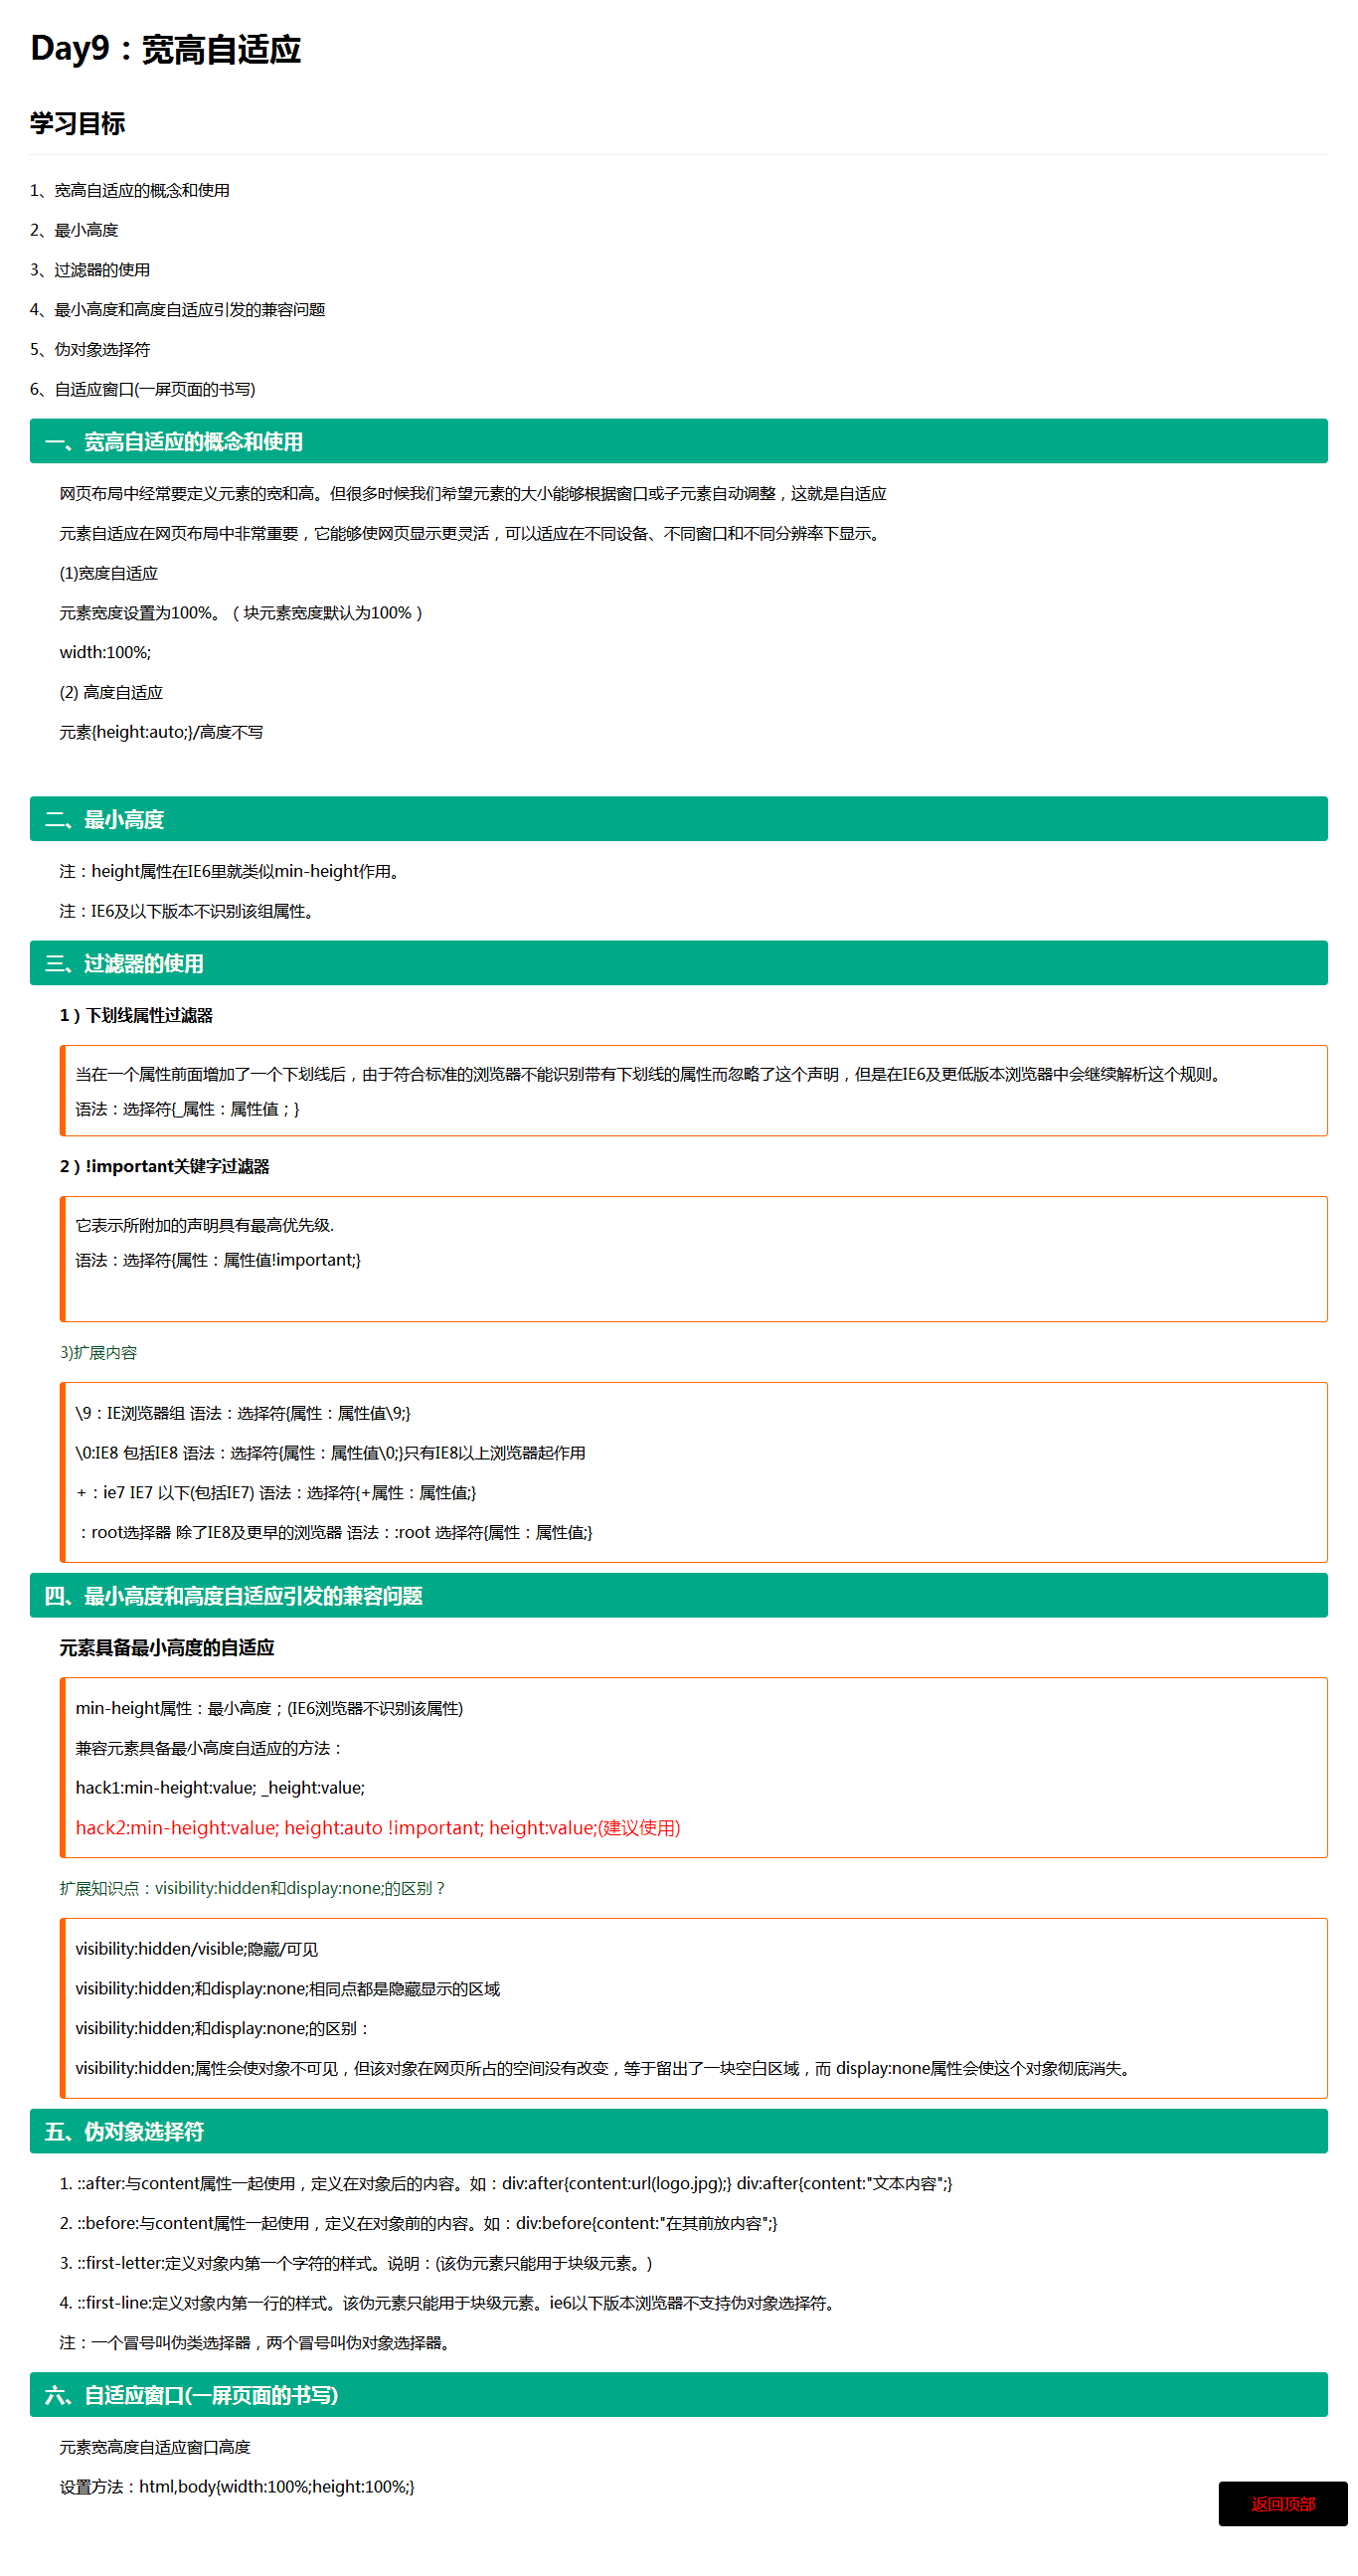 Day9：宽高自适应
学习目标
1、宽高自适应的概念和使用
2、最小高度
3、过滤器的使用
4、最小高度和高度自适应引发的兼容问题
5、伪对象选择符
6、自适应窗口(一屏页面的书写)
一、宽高自适应的概念和使用
网页布局中经常要定义元素的宽和高。但很多时候我们希望元素的大小能够根据窗口或子元素自动调整，这就是自适应
元素自适应在网页布局中非常重要，它能够使网页显示更灵活，可以适应在不同设备、不同窗口和不同分辨率下显示。
(1)宽度自适应
元素宽度设置为100%。（块元素宽度默认为100%）
width:100%;
(2) 高度自适应
元素{height:auto;}/高度不写
二、最小高度
注：height属性在IE6里就类似min-height作用。
注：IE6及以下版本不识别该组属性。
三、过滤器的使用
1）下划线属性过滤器
当在一个属性前面增加了一个下划线后，由于符合标准的浏览器不能识别带有下划线的属性而忽略了这个声明，但是在IE6及更低版本浏览器中会继续解析这个规则。
语法：选择符{_属性：属性值；}
2）!important关键字过滤器
它表示所附加的声明具有最高优先级.
语法：选择符{属性：属性值!important;}
3)扩展内容
\9：IE浏览器组 语法：选择符{属性：属性值\9;}
\0:IE8 包括IE8 语法：选择符{属性：属性值\0;}只有IE8以上浏览器起作用
+：ie7 IE7 以下(包括IE7) 语法：选择符{+属性：属性值;}
：root选择器 除了IE8及更早的浏览器 语法：:root 选择符{属性：属性值;}
四、最小高度和高度自适应引发的兼容问题
元素具备最小高度的自适应
min-height属性：最小高度；(IE6浏览器不识别该属性)
兼容元素具备最小高度自适应的方法：
hack1:min-height:value; _height:value;
hack2:min-height:value; height:auto !important; height:value;(建议使用)
扩展知识点：visibility:hidden和display:none;的区别？
visibility:hidden/visible;隐藏/可见
visibility:hidden;和display:none;相同点都是隐藏显示的区域
visibility:hidden;和display:none;的区别：
visibility:hidden;属性会使对象不可见，但该对象在网页所占的空间没有改变，等于留出了一块空白区域，而 display:none属性会使这个对象彻底消失。
五、伪对象选择符
1. ::after:与content属性一起使用，定义在对象后的内容。如：div:after{content:url(logo.jpg);} div:after{content:"文本内容";}
2. ::before:与content属性一起使用，定义在对象前的内容。如：div:before{content:"在其前放内容";}
3. ::first-letter:定义对象内第一个字符的样式。说明：(该伪元素只能用于块级元素。)
4. ::first-line:定义对象内第一行的样式。该伪元素只能用于块级元素。ie6以下版本浏览器不支持伪对象选择符。
注：一个冒号叫伪类选择器，两个冒号叫伪对象选择器。
六、自适应窗口(一屏页面的书写)
元素宽高度自适应窗口高度
设置方法：html,body{width:100%;height:100%;}
返回顶部